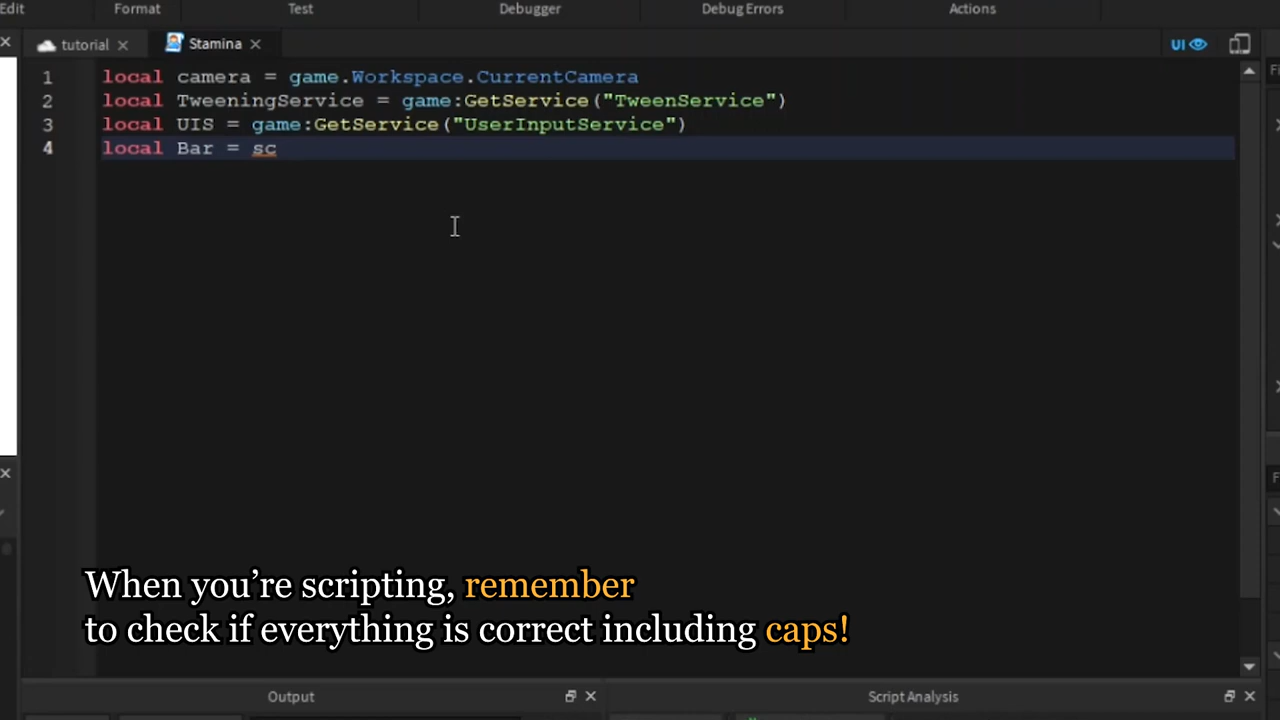 Edit Format Test Debugger Debug Errors Actions
tutorial Stamina UI
1 local camera = game.Workspace.CurrentCamera
2 local TweeningService = game:GetService("TweenService")
3 local UIS = game:GetService("UserInputService")
4 local Bar = sc
When you're scripting, remember
to check if everything is correct including caps!
Output Script Analysis